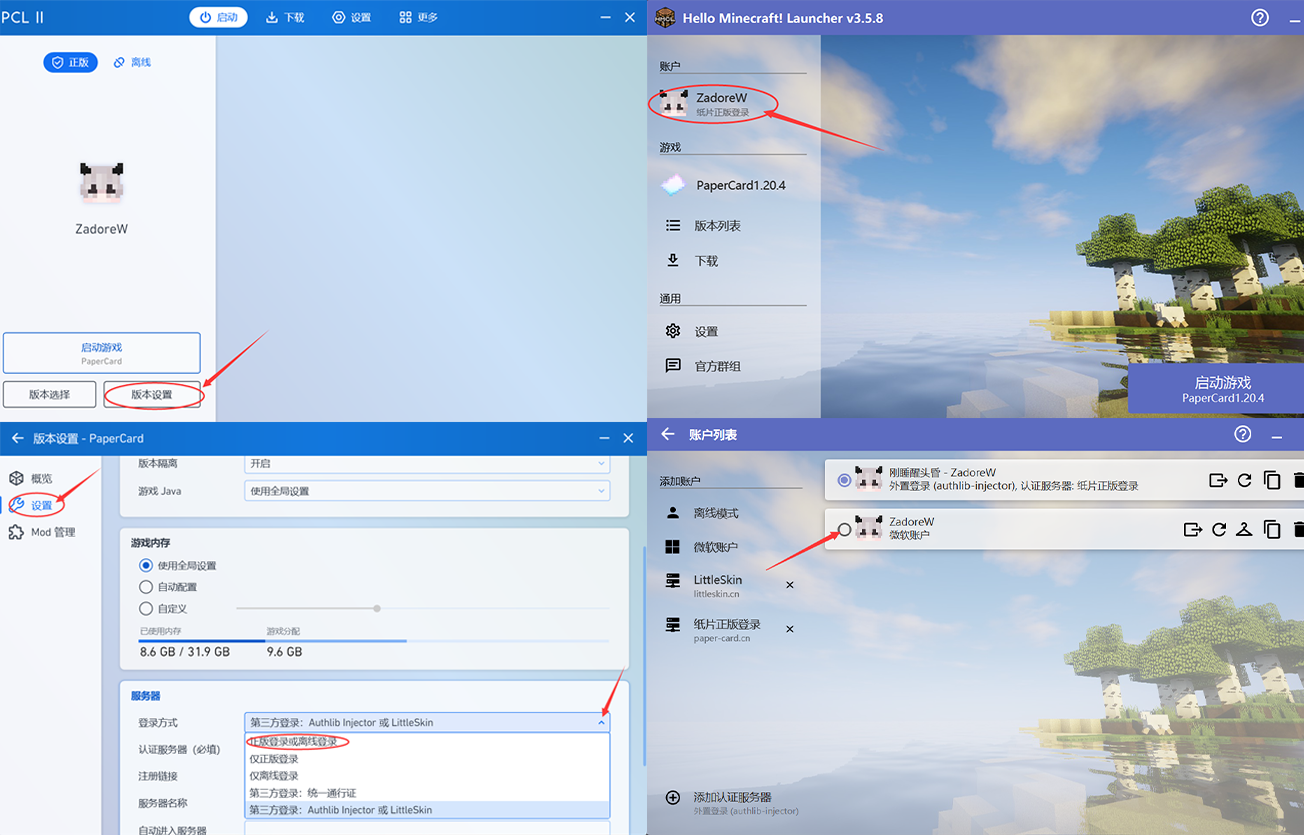 PCL II
启动
下载
设置
更多
正版
离线
ZadoreW
启动游戏
PaperCard
版本选择
版本设置
Hello Minecraft! Launcher v3.5.8
账户
ZadoreW
纸片正版登录
游戏
PaperCard1.20.4
版本列表
下载
通用
设置
官方群组
启动游戏
PaperCard1.20.4
版本设置 - PaperCard
概览
设置
Mod 管理
版本隔离
开启
游戏 Java
使用全局设置
游戏内存
使用全局设置
自动配置
自定义
已使用内存
游戏分配
8.6 GB / 31.9 GB
9.6 GB
服务器
登录方式
第三方登录：Authlib Injector 或 LittleSkin
正版登录或离线登录
认证服务器（必填）
仅正版登录
注册链接
仅离线登录
第三方登录：统一通行证
服务器名称
第三方登录：Authlib Injector 或 LittleSkin
自动进入服务器
账户列表
添加账户
离线模式
微软账户
LittleSkin
littleskin.cn
纸片正版登录
paper-card.cn
刚睡醒头昏 - ZadoreW
外置登录 (authlib-injector), 认证服务器: 纸片正版登录
ZadoreW
微软账户
添加认证服务器
外置登录 (authlib-injector)